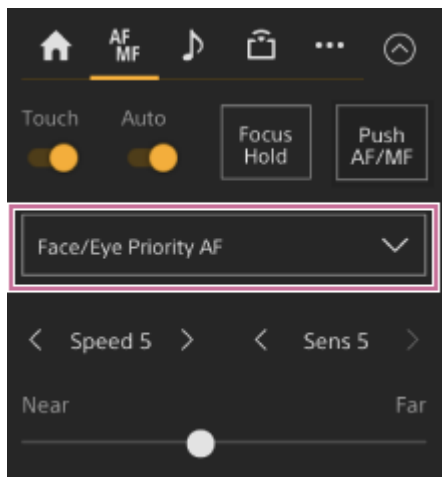 AF
MF
Touch Auto
Focus
Hold
Push
AF/MF
Face/Eye Priority AF
Speed 5
Sens 5
Near
Far